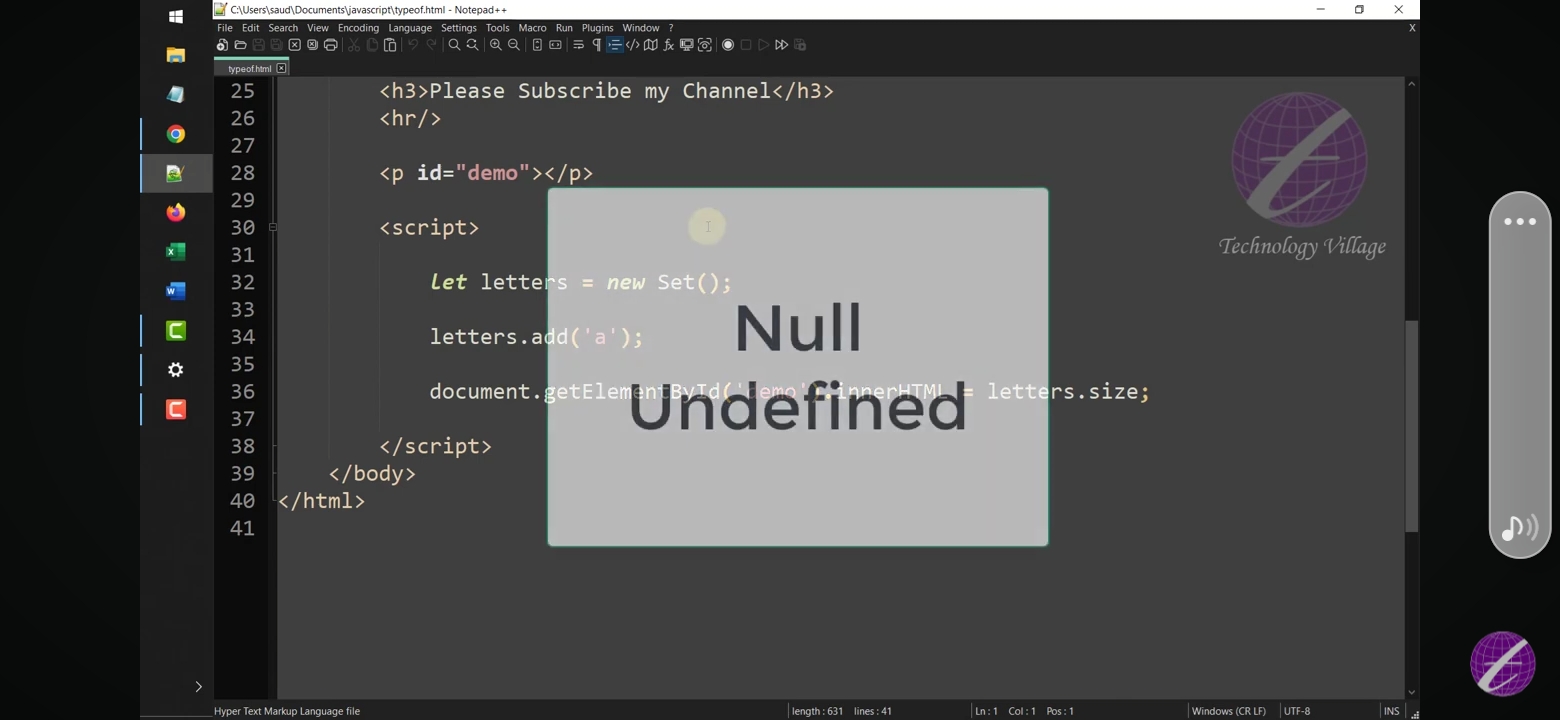 C:\Users\saud\Documents\javascript\typeof.html - Notepad++
File Edit Search View Encoding Language Settings Tools Macro Run Plugins Window ?
X
typeof.html
25 <h3>Please Subscribe my Channel</h3>
26 <hr/>
27
28 <p id="demo"></p>
29
30 <script>
31
32 let letters = new Set();
33
34 letters.add('a');
35
36 document.getElementById('demo').innerHTML = letters.size;
37
38 </script>
39 </body>
40 </html>
41
Null
Undefined
Technology Village
Hyper Text Markup Language file length : 631 lines : 41 Ln : 1 Col : 1 Pos : 1 Windows (CR LF) UTF-8 INS